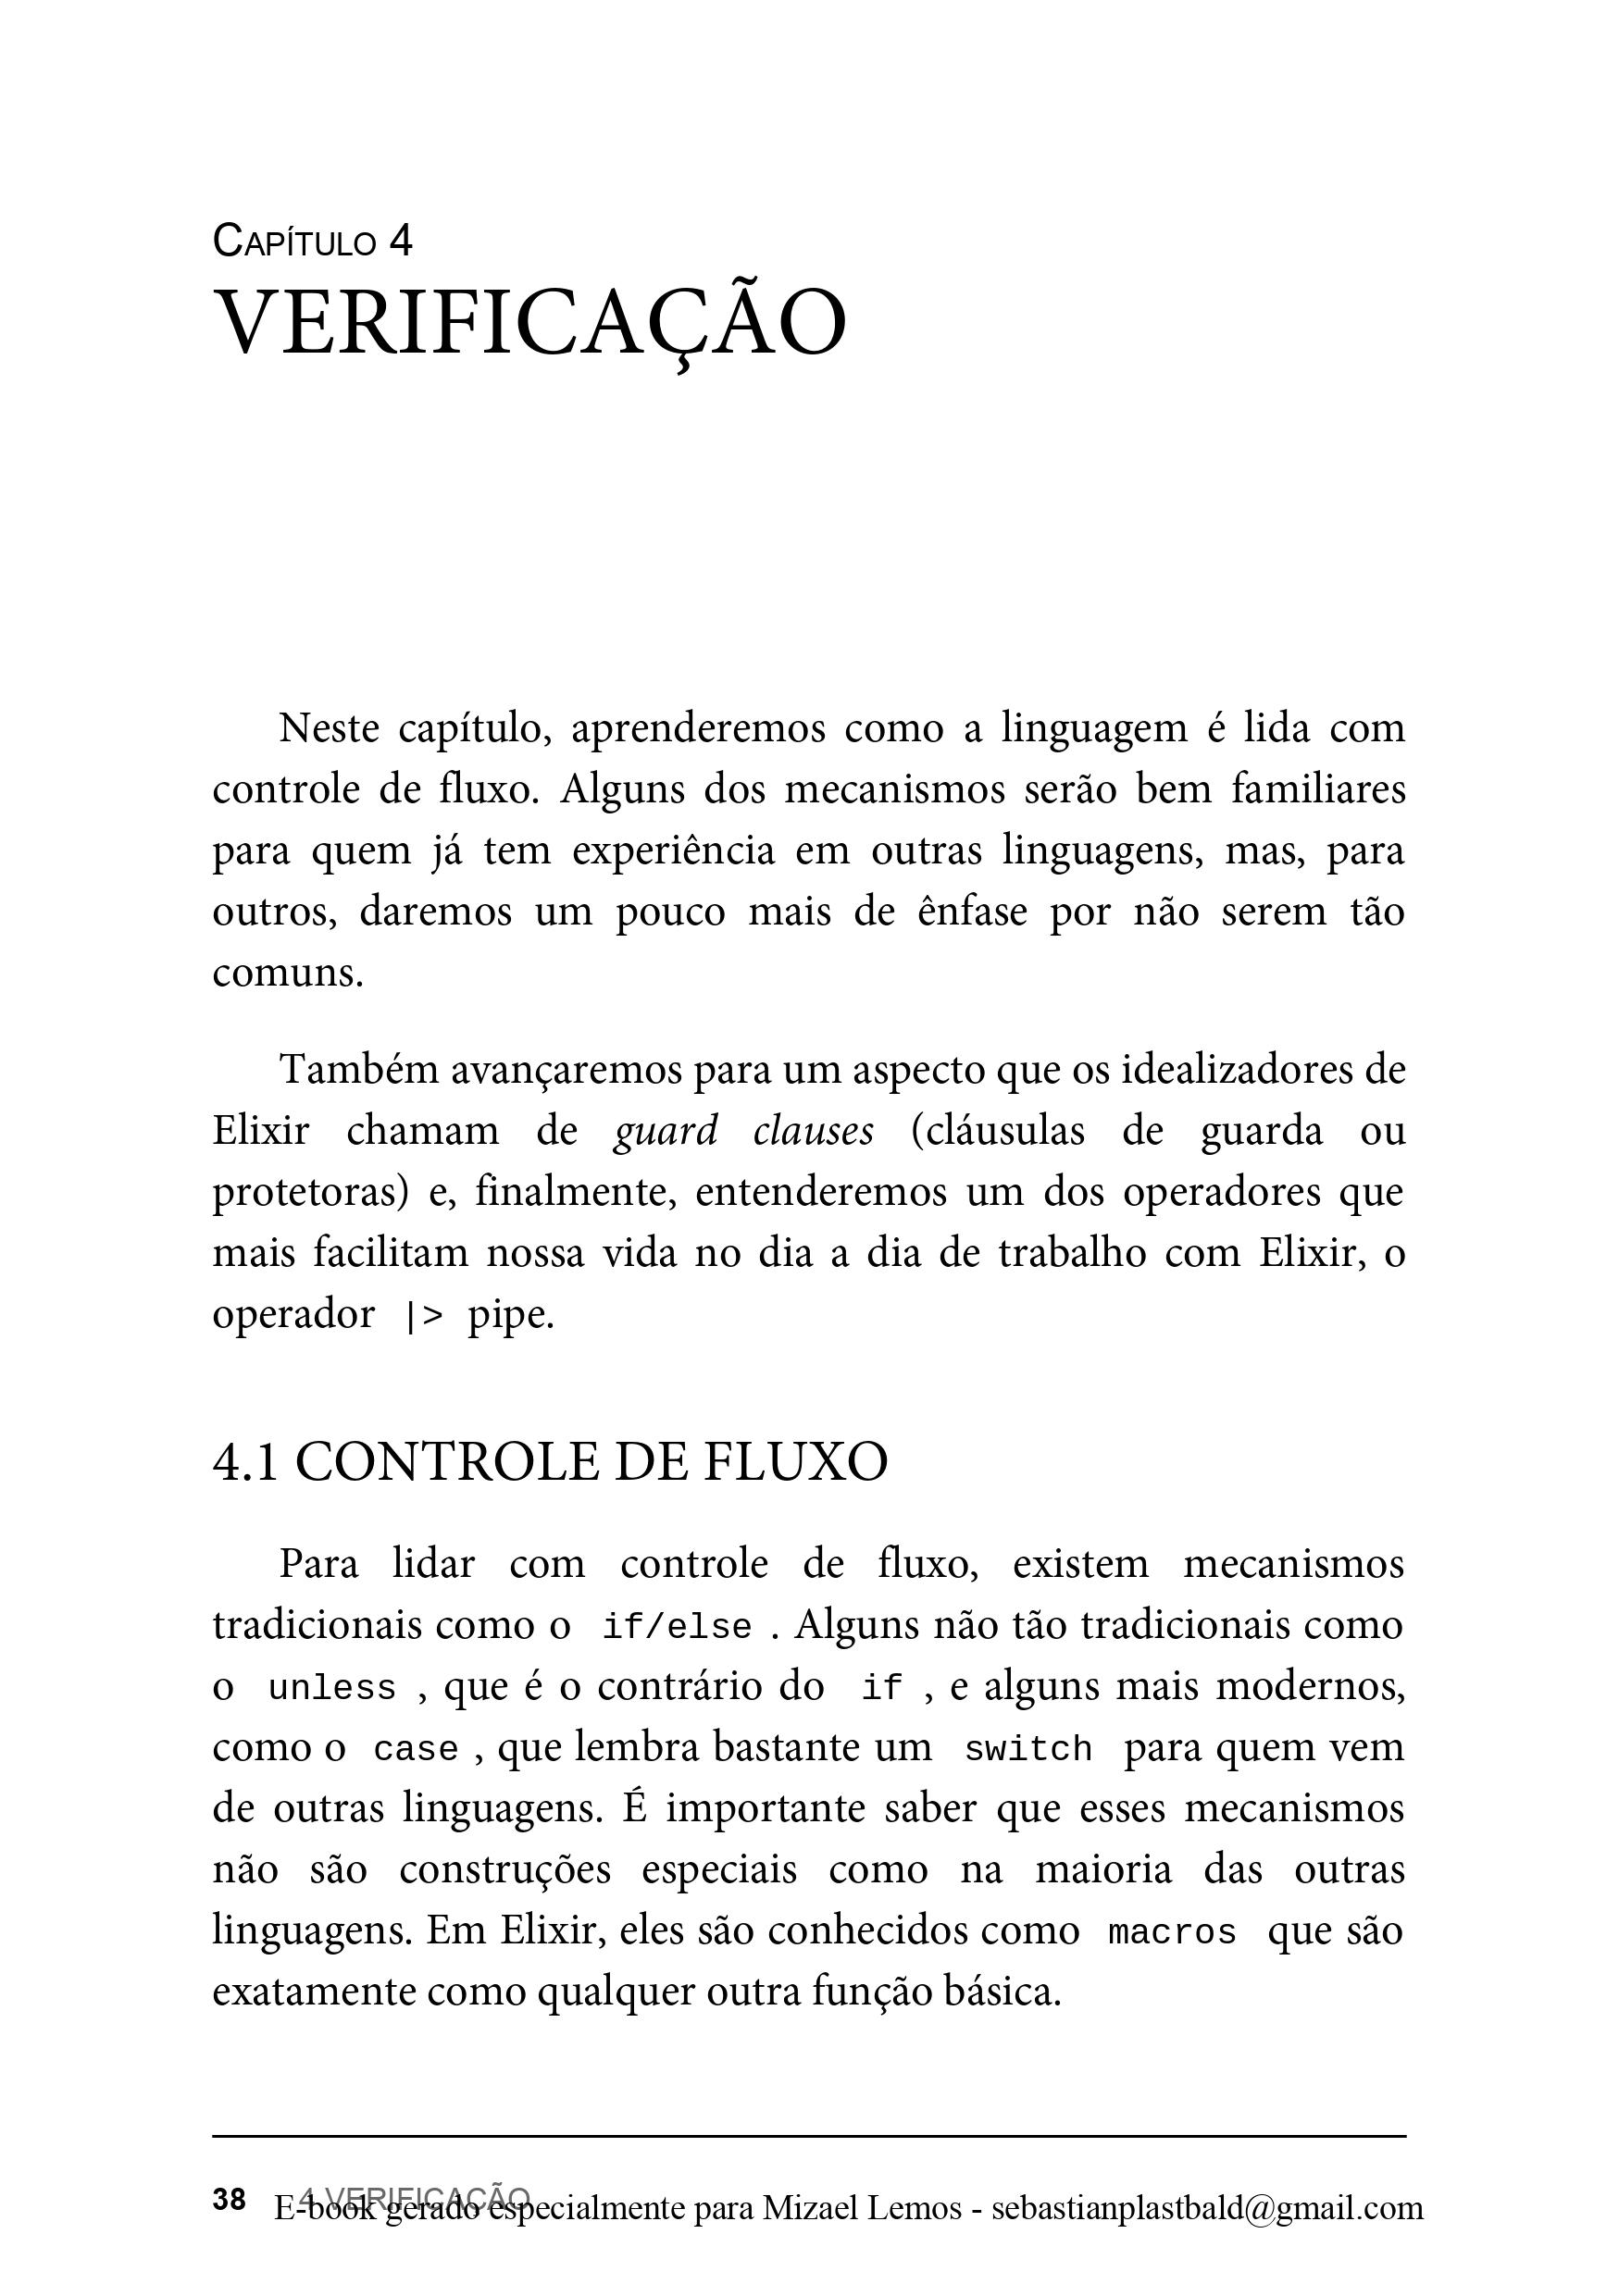 CAPÍTULO 4
VERIFICAÇÃO
Neste capítulo, aprenderemos como a linguagem é lida com
controle de fluxo. Alguns dos mecanismos serão bem familiares
para quem já tem experiência em outras linguagens, mas, para
outros, daremos um pouco mais de ênfase por não serem tão
comuns.
Também avançaremos para um aspecto que os idealizadores de
Elixir chamam de guard clauses (cláusulas de guarda ou
protetoras) e, finalmente, entenderemos um dos operadores que
mais facilitam nossa vida no dia a dia de trabalho com Elixir, o
operador |> pipe.
4.1 CONTROLE DE FLUXO
Para lidar com controle de fluxo, existem mecanismos
tradicionais como o if/else . Alguns não tão tradicionais como
o unless , que é o contrário do if , e alguns mais modernos,
como o case , que lembra bastante um switch para quem vem
de outras linguagens. É importante saber que esses mecanismos
não são construções especiais como na maioria das outras
linguagens. Em Elixir, eles são conhecidos como macros que são
exatamente como qualquer outra função básica.
38 4 VERIFICAÇÃO
E-book gerado especialmente para Mizael Lemos - sebastianplastbald@gmail.com